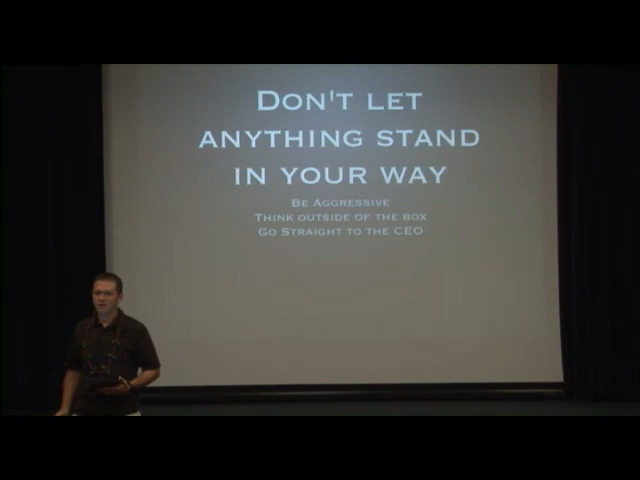 Don't let
anything stand
in your way
Be Aggressive
Think outside of the box
Go Straight to the CEO